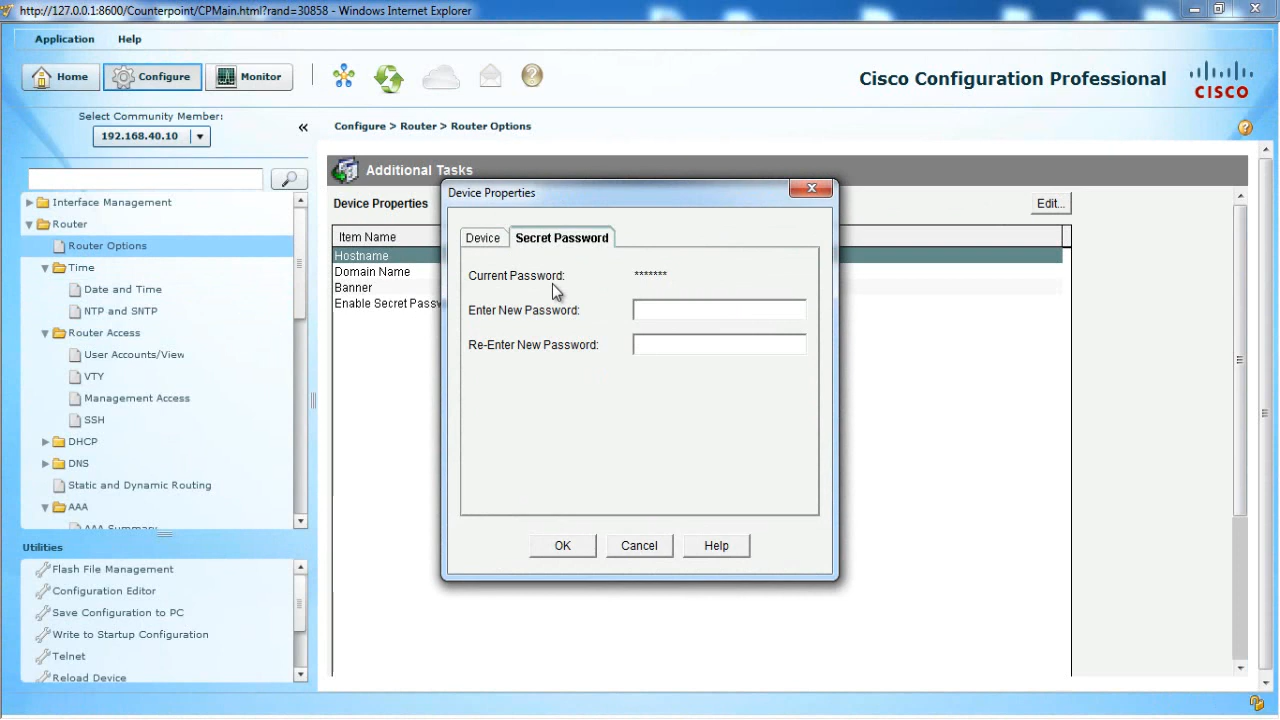 http://127.0.0.1:8600/Counterpoint/CPMain.html?rand=30858 - Windows Internet Explorer
Application Help
Home Configure Monitor
Cisco Configuration Professional
CISCO
Select Community Member:
192.168.40.10
Configure > Router > Router Options
Interface Management
Router
Router Options
Time
Date and Time
NTP and SNTP
Router Access
User Accounts/View
VTY
Management Access
SSH
DHCP
DNS
Static and Dynamic Routing
AAA
AAA Summary
Utilities
Flash File Management
Configuration Editor
Save Configuration to PC
Write to Startup Configuration
Telnet
Reload Device
Additional Tasks
Device Properties
Edit...
Item Name
Hostname
Domain Name
Banner
Enable Secret Passw
Device Properties
Device Secret Password
Current Password: *******
Enter New Password:
Re-Enter New Password:
OK Cancel Help